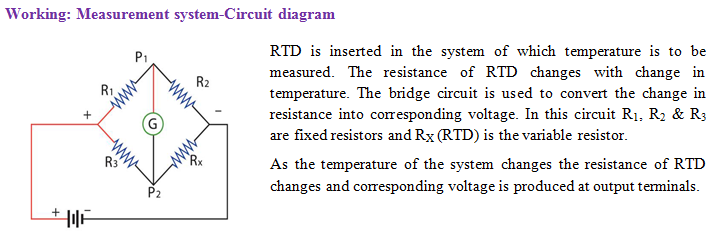 Working: Measurement system-Circuit diagram
P1
R1
R2
+
−
G
R3
Rx
P2
+
−
RTD is inserted in the system of which temperature is to be
measured. The resistance of RTD changes with change in
temperature. The bridge circuit is used to convert the change in
resistance into corresponding voltage. In this circuit R1, R2 & R3
are fixed resistors and RX (RTD) is the variable resistor.
As the temperature of the system changes the resistance of RTD
changes and corresponding voltage is produced at output terminals.